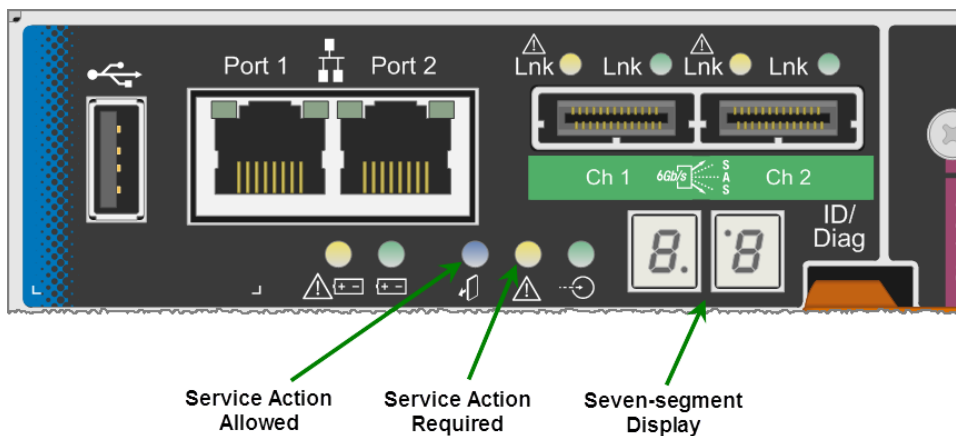 Port 1 Port 2
Lnk Lnk Lnk Lnk
Ch 1 6Gb/s SAS Ch 2
ID/
Diag
8. 8
Service Action
Allowed
Service Action
Required
Seven-segment
Display